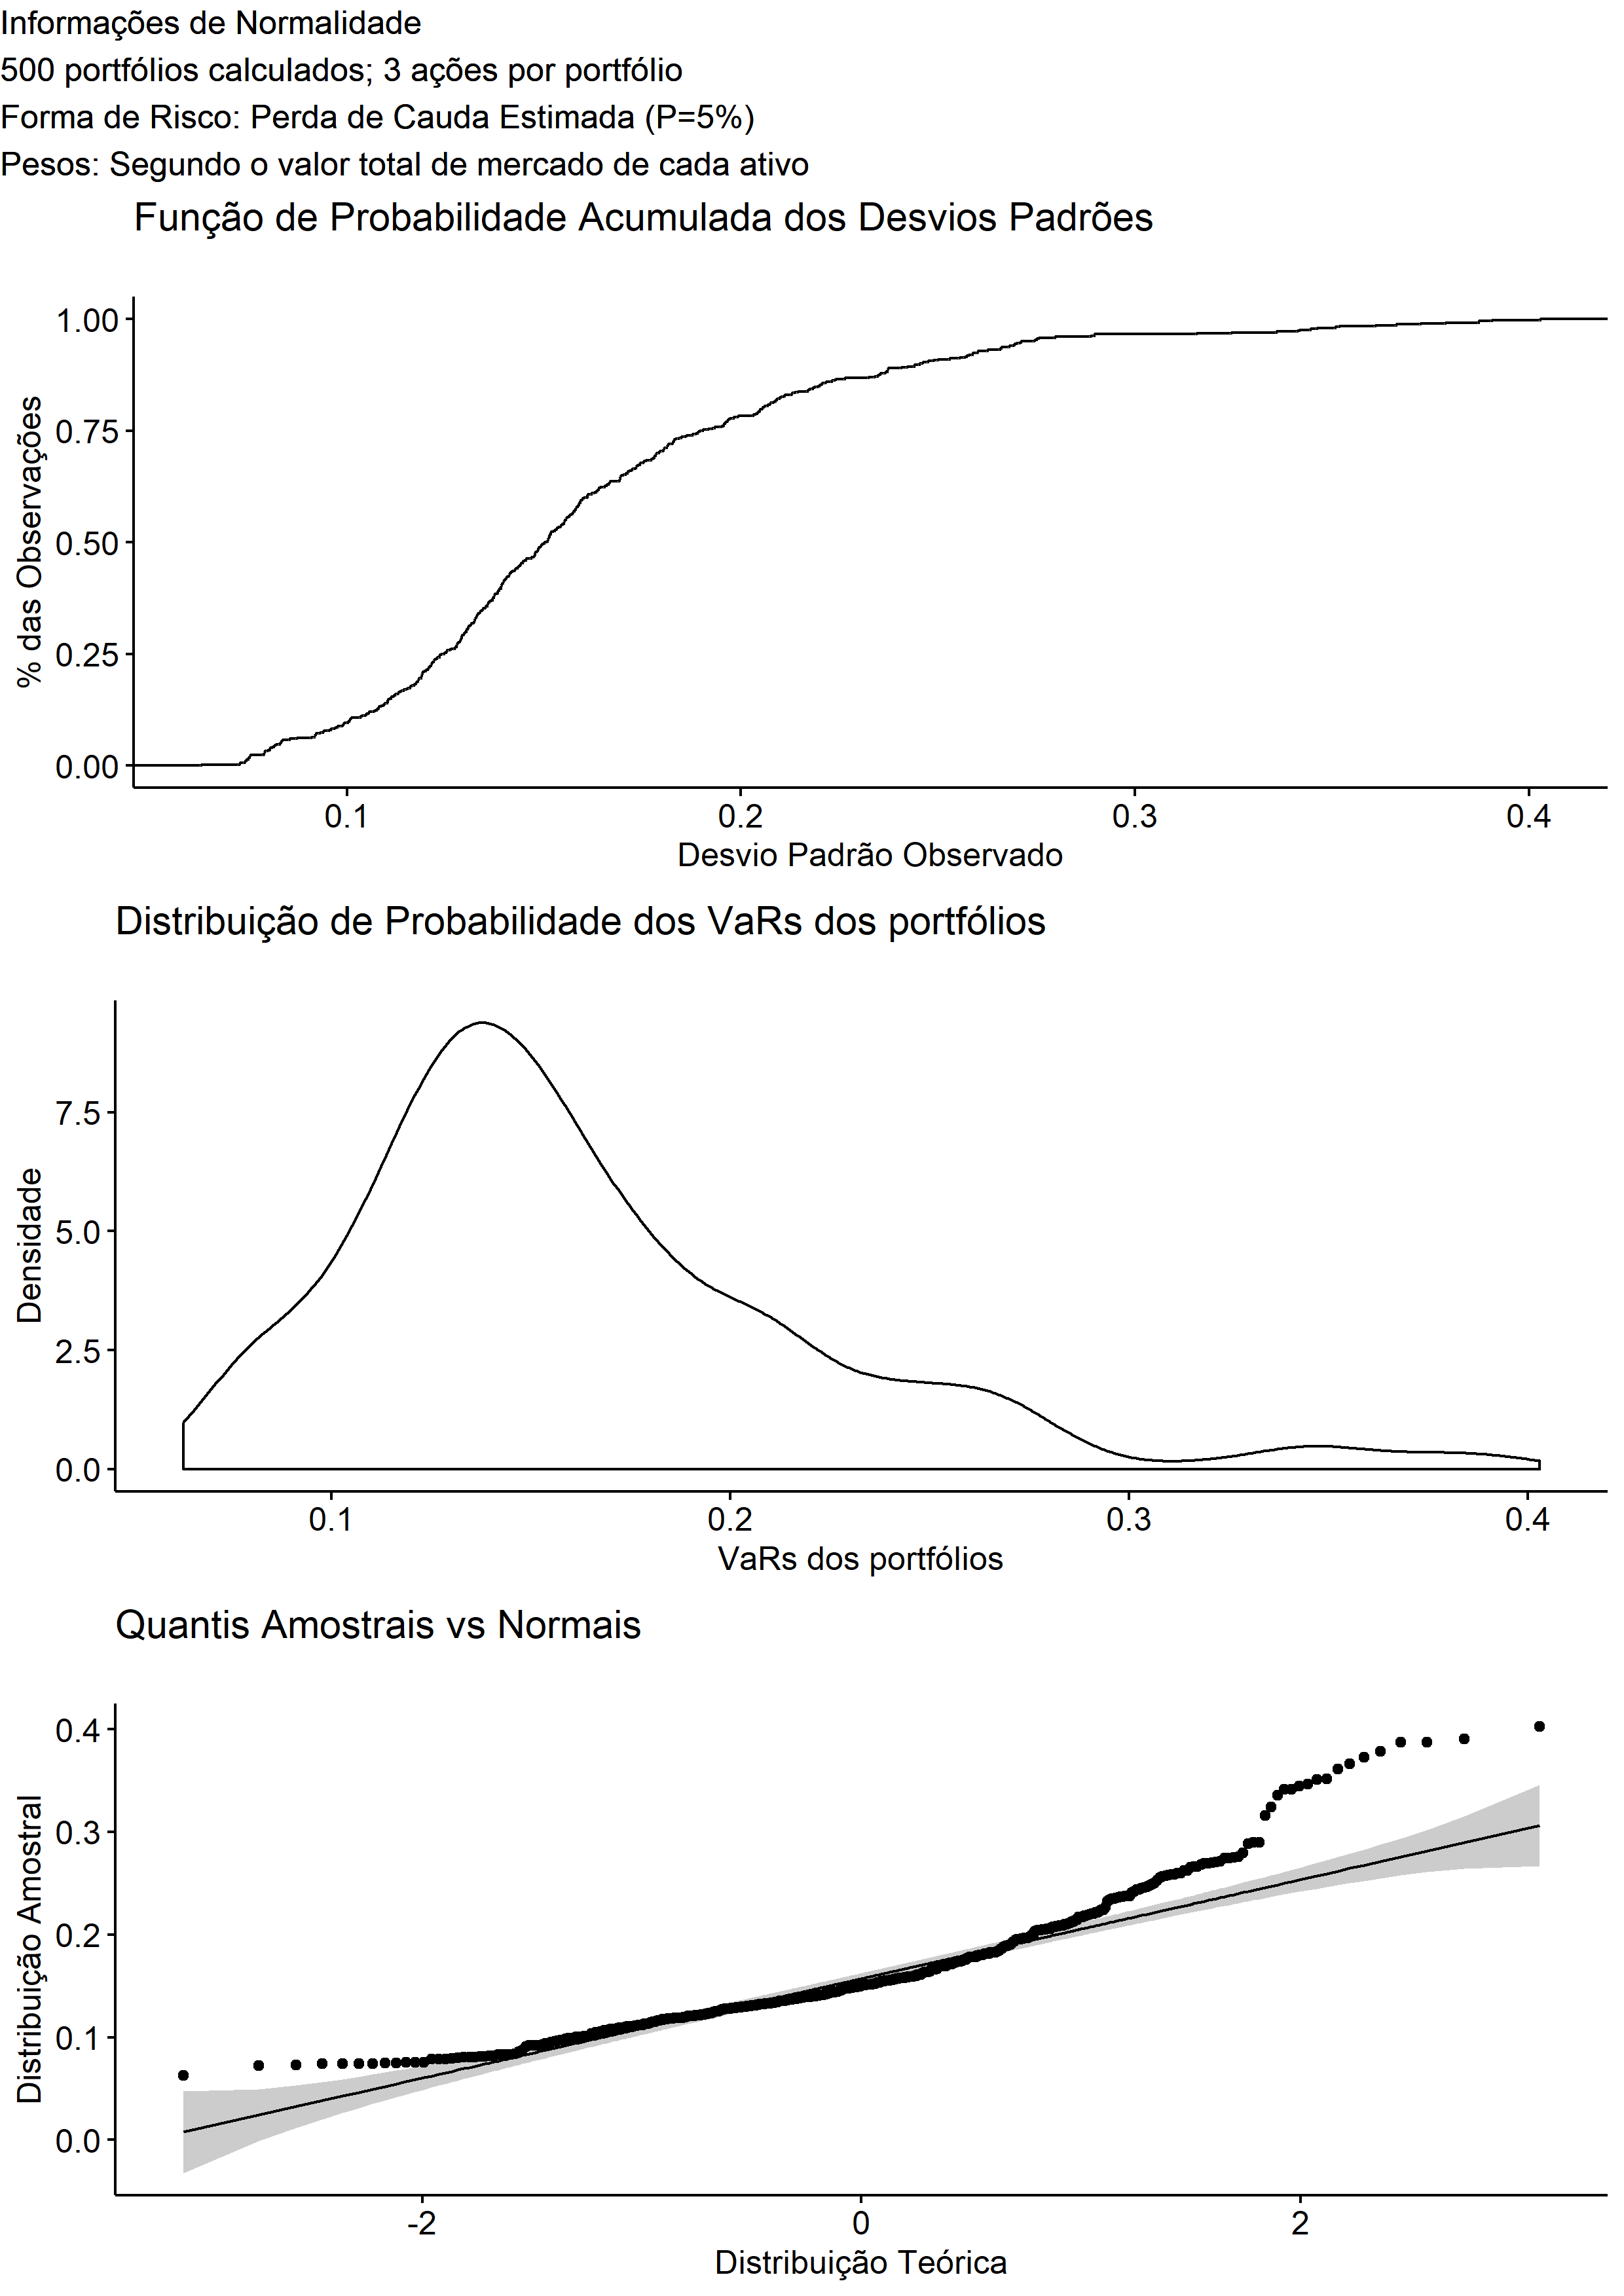 Informações de Normalidade
500 portfólios calculados; 3 ações por portfólio
Forma de Risco: Perda de Cauda Estimada (P=5%)
Pesos: Segundo o valor total de mercado de cada ativo
Função de Probabilidade Acumulada dos Desvios Padrões
% das Observações
1.00
0.75
0.50
0.25
0.00
0.1 0.2 0.3 0.4
Desvio Padrão Observado
Distribuição de Probabilidade dos VaRs dos portfólios
Densidade
7.5
5.0
2.5
0.0
0.1 0.2 0.3 0.4
VaRs dos portfólios
Quantis Amostrais vs Normais
Distribuição Amostral
0.4
0.3
0.2
0.1
0.0
-2 0 2
Distribuição Teórica